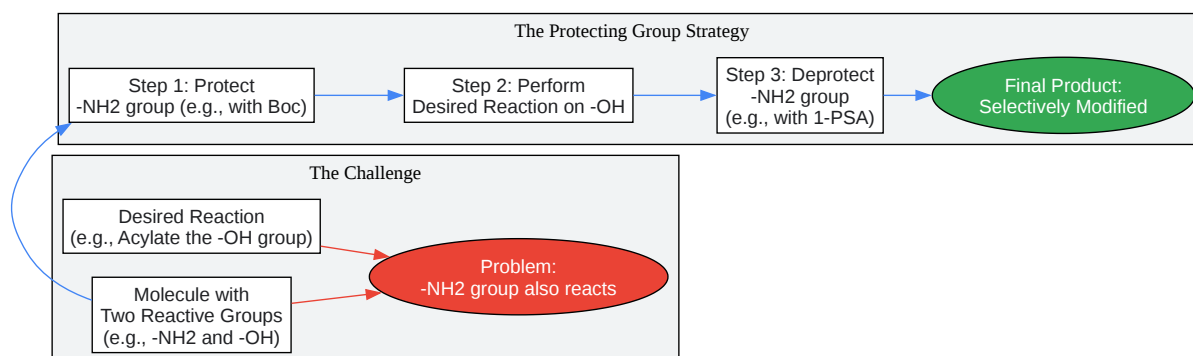 The Protecting Group Strategy
Step 1: Protect
-NH2 group (e.g., with Boc)
Step 2: Perform
Desired Reaction on -OH
Step 3: Deprotect
-NH2 group
(e.g., with 1-PSA)
Final Product:
Selectively Modified
The Challenge
Desired Reaction
(e.g., Acylate the -OH group)
Molecule with
Two Reactive Groups
(e.g., -NH2 and -OH)
Problem:
-NH2 group also reacts